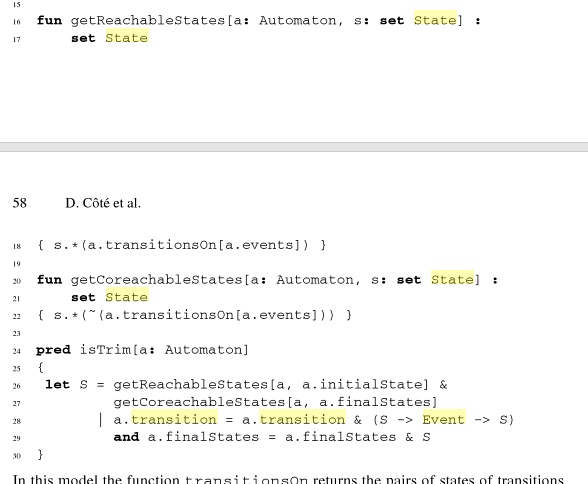 15
16 fun getReachableStates[a: Automaton, s: set State] :
17 set State
58 D. Côté et al.
18 { s.*(a.transitionsOn[a.events]) }
19
20 fun getCoreachableStates[a: Automaton, s: set State] :
21 set State
22 { s.*(~(a.transitionsOn[a.events])) }
23
24 pred isTrim[a: Automaton]
25 {
26 let S = getReachableStates[a, a.initialState] &
27 getCoreachableStates[a, a.finalStates]
28 | a.transition = a.transition & (S -> Event -> S)
29 and a.finalStates = a.finalStates & S
30 }
In this model the function transitionsOn returns the pairs of states of transitions